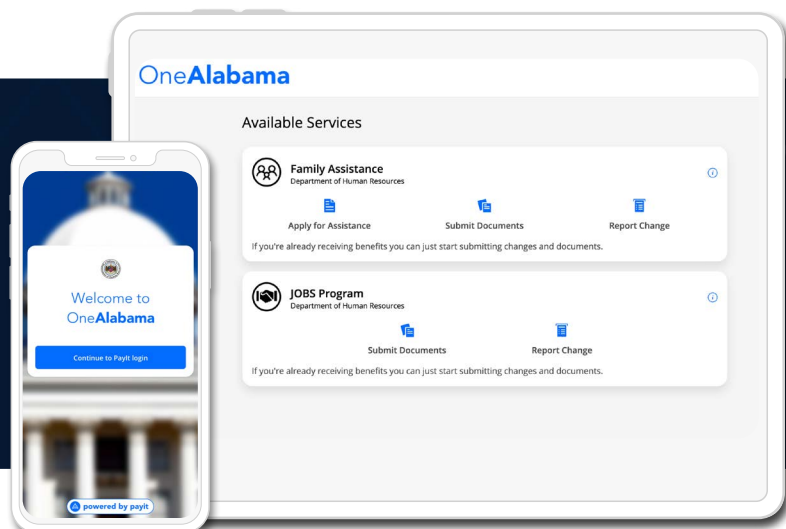 OneAlabama
Available Services
Family Assistance
Department of Human Resources
Apply for Assistance
Submit Documents
Report Change
If you're already receiving benefits you can just start submitting changes and documents.
JOBS Program
Department of Human Resources
Submit Documents
Report Change
If you're already receiving benefits you can just start submitting changes and documents.
Welcome to
OneAlabama
Continue to PayIt login
powered by payit